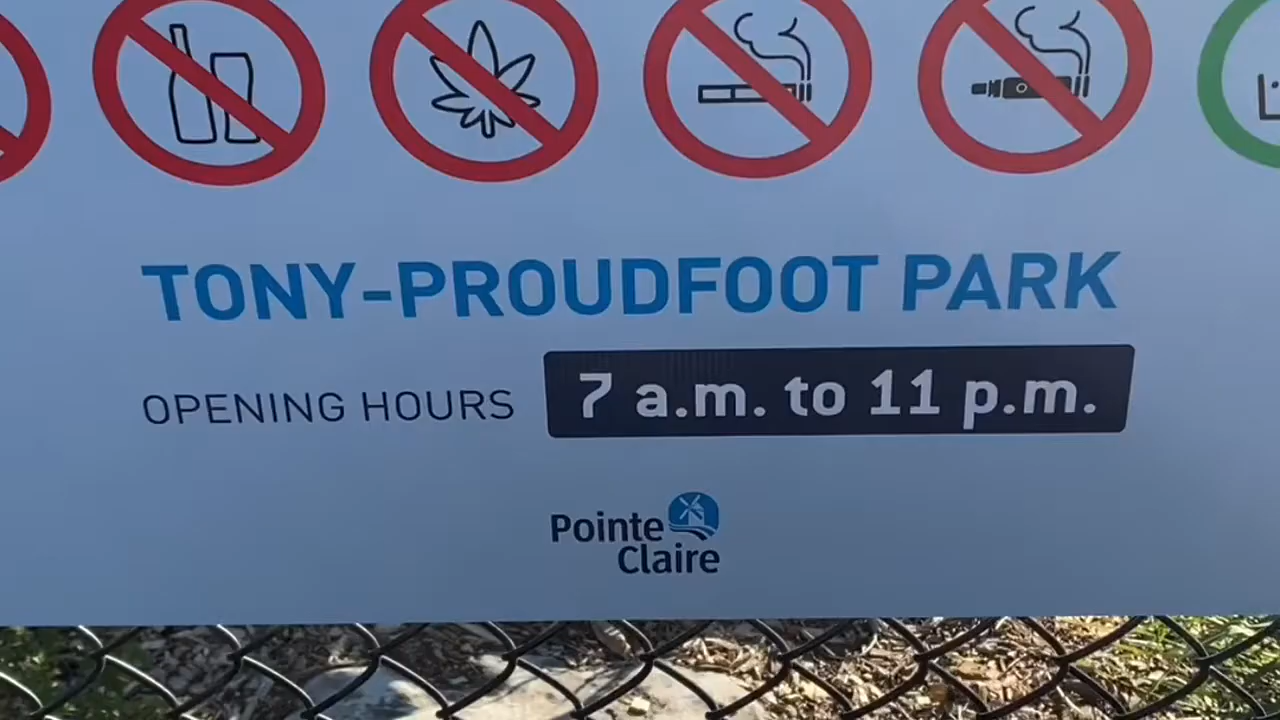 TONY-PROUDFOOT PARK
OPENING HOURS 7 a.m. to 11 p.m.
Pointe
Claire